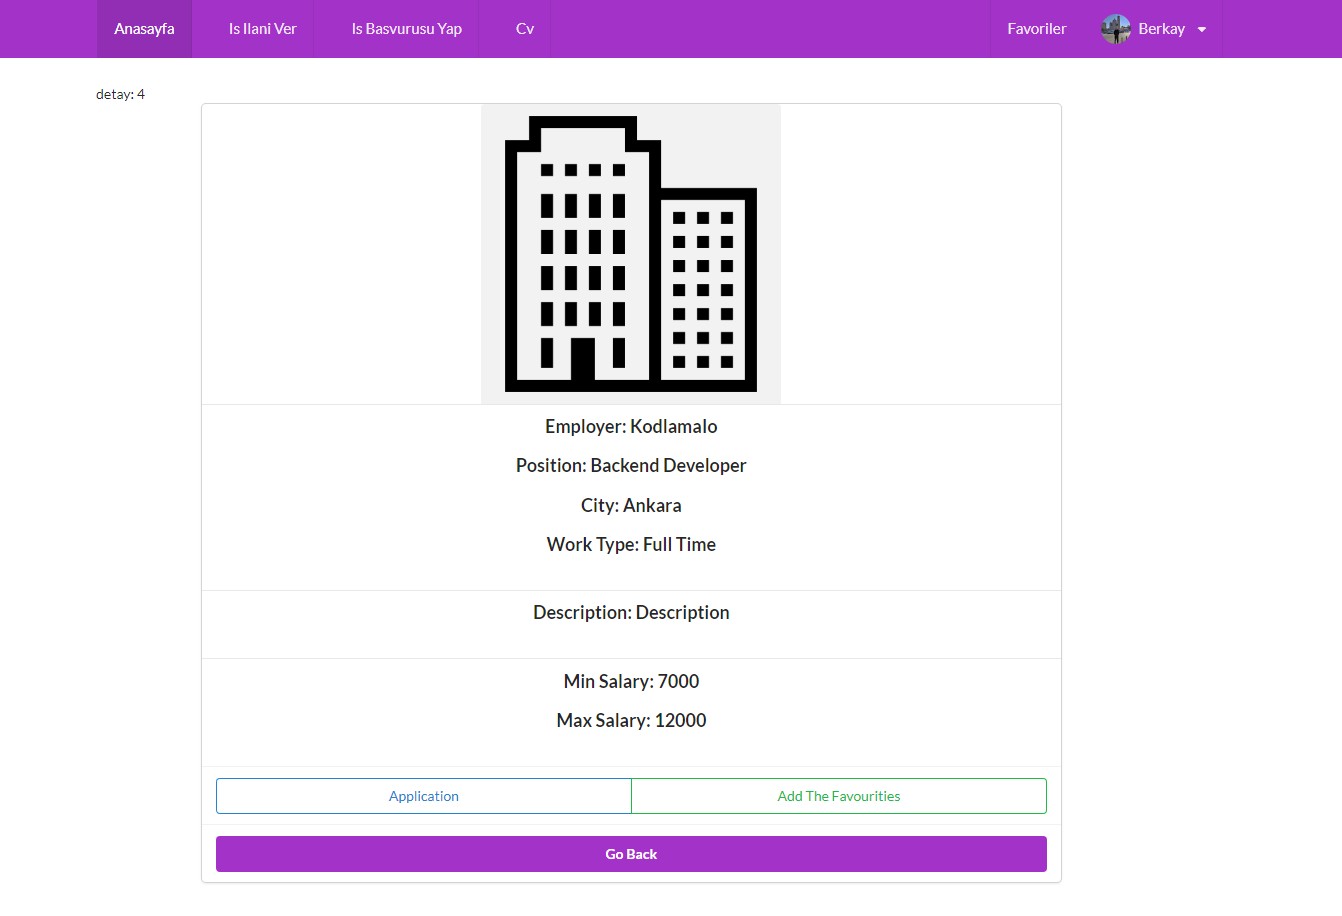 Anasayfa Is Ilani Ver Is Basvurusu Yap Cv Favoriler Berkay
detay: 4
Employer: Kodlamalo
Position: Backend Developer
City: Ankara
Work Type: Full Time
Description: Description
Min Salary: 7000
Max Salary: 12000
Application Add The Favourities
Go Back